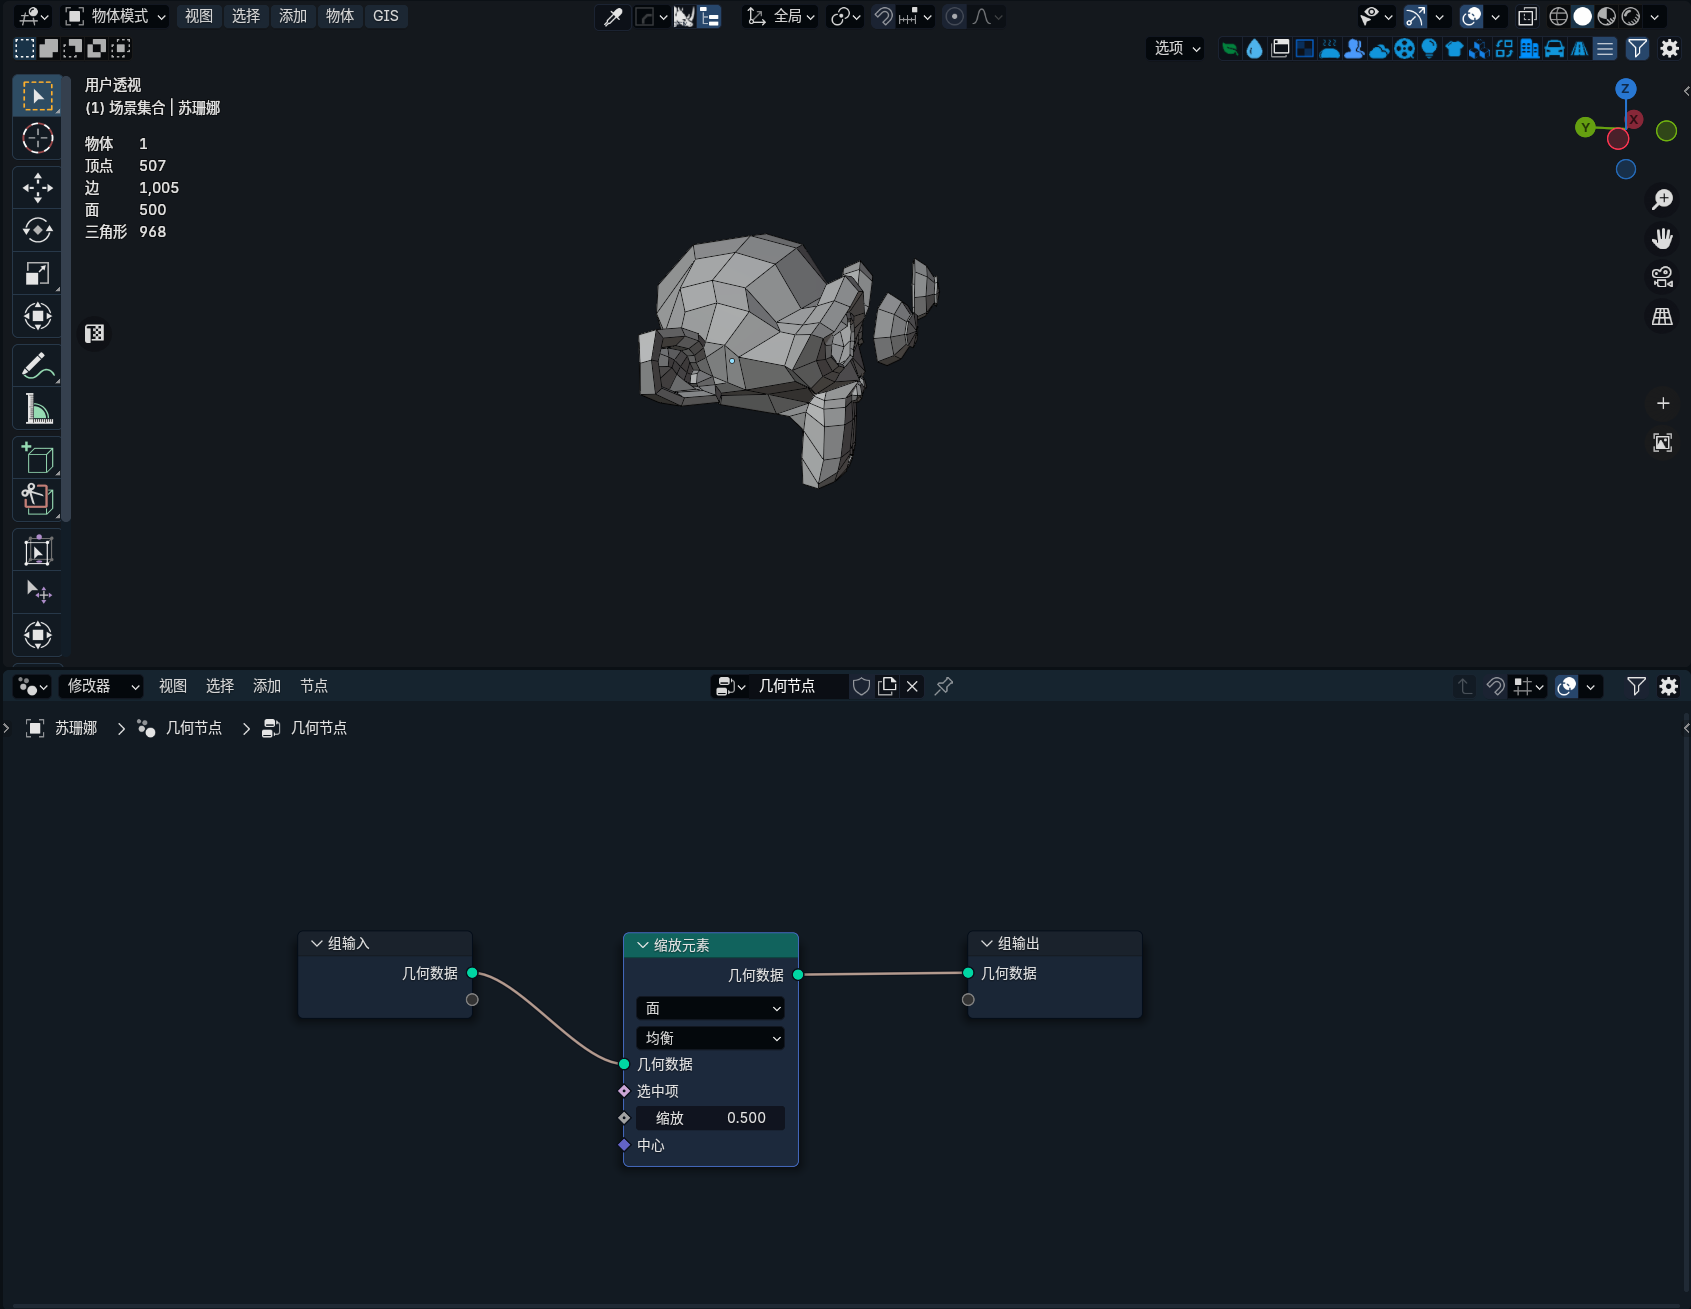 物体模式 视图 选择 添加 物体 GIS 全局
选项
用户透视
(1) 场景集合 | 苏珊娜
物体 1
顶点 507
边 1,005
面 500
三角形 968
Z
Y
X
修改器 视图 选择 添加 节点 几何节点
苏珊娜 几何节点 几何节点
组输入
几何数据
缩放元素
几何数据
面
均衡
几何数据
选中项
缩放 0.500
中心
组输出
几何数据